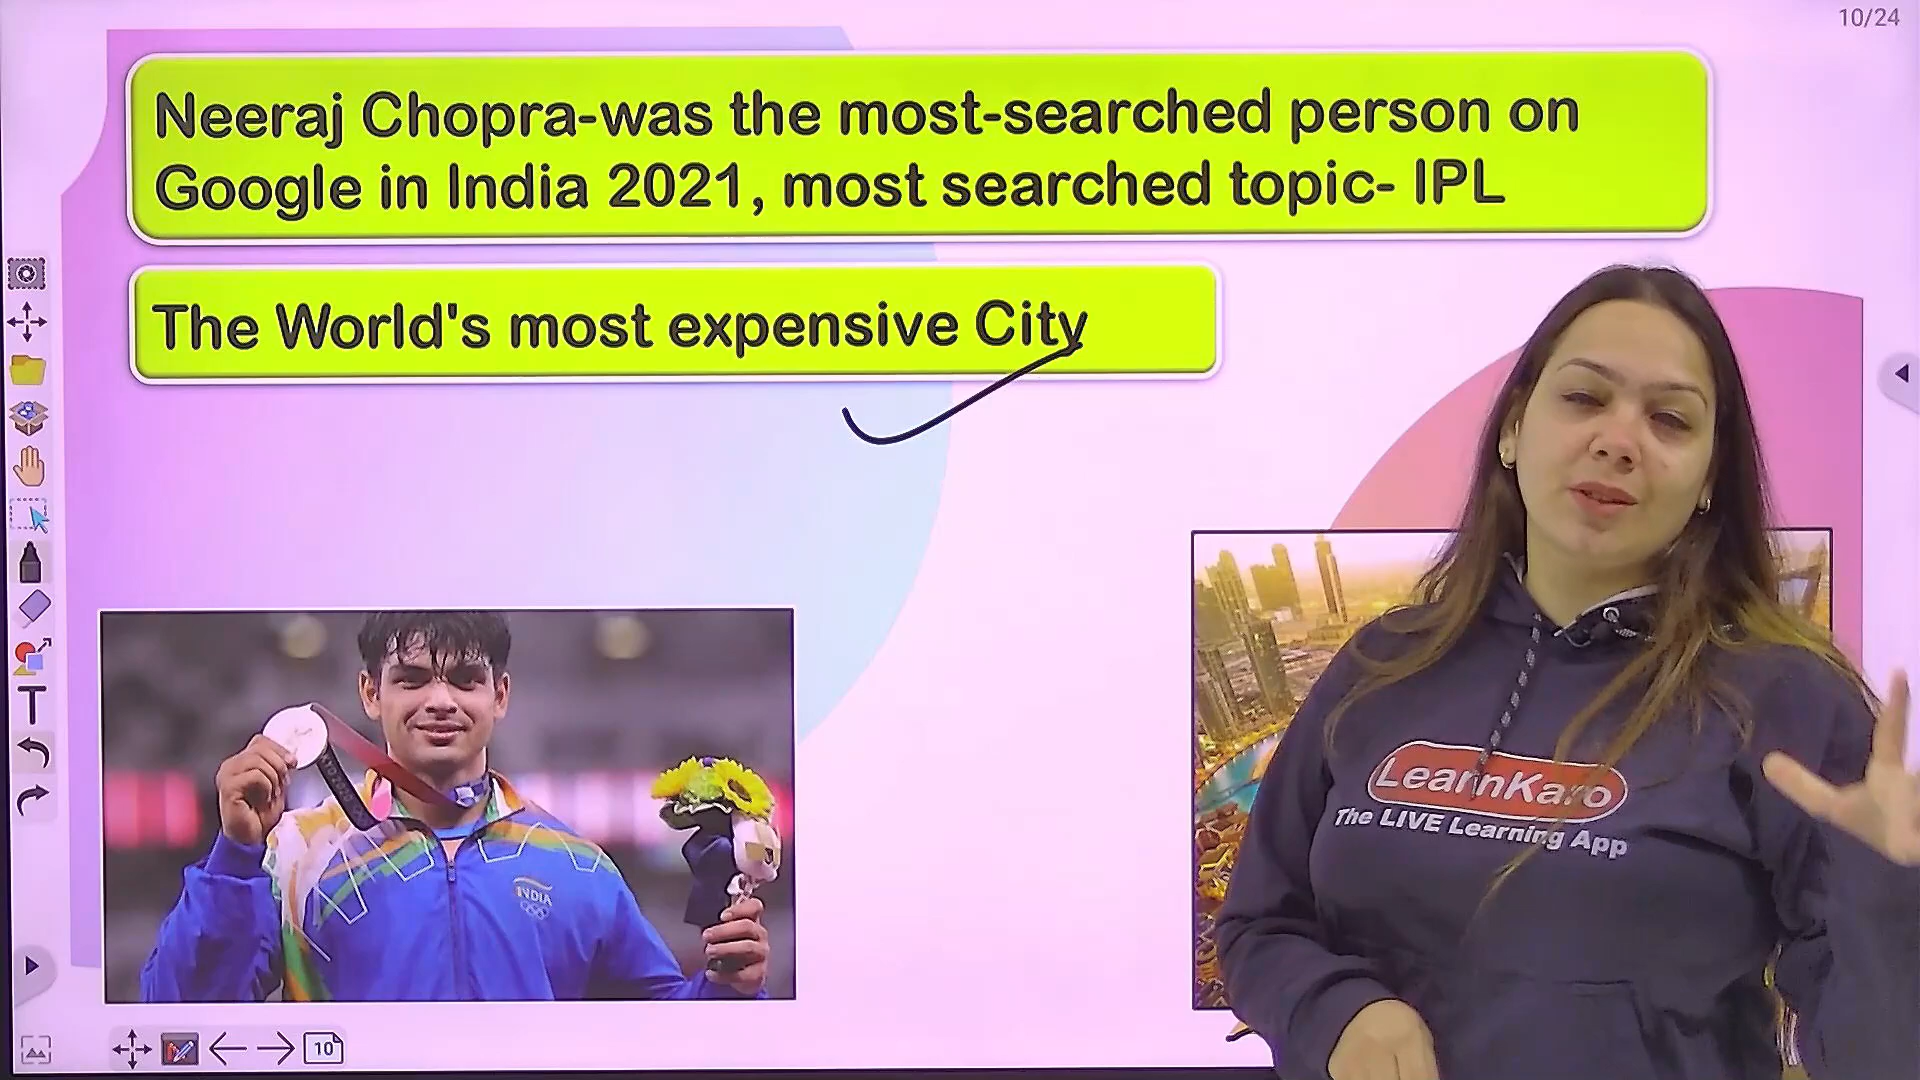 10/24
Neeraj Chopra-was the most-searched person on
Google in India 2021, most searched topic- IPL
The World's most expensive City
INDIA
LearnKaro
The LIVE Learning App
T
10